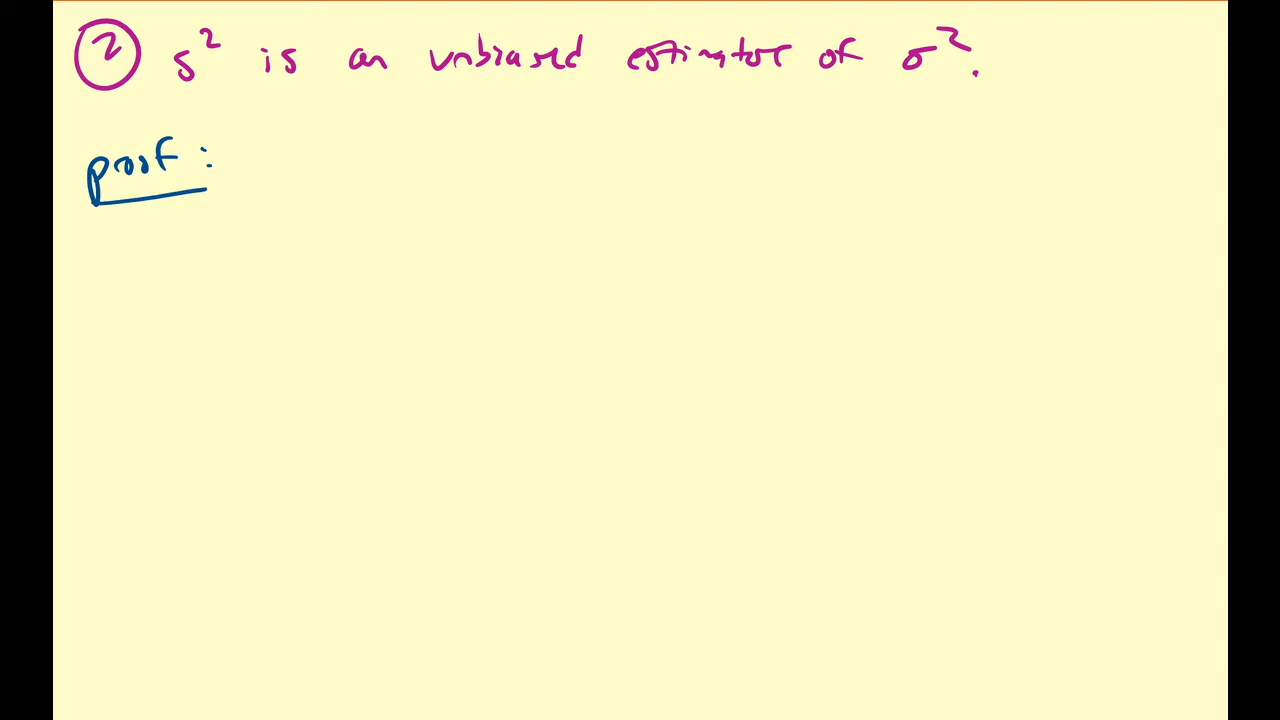 ② s² is an unbiased estimator of σ².
proof: